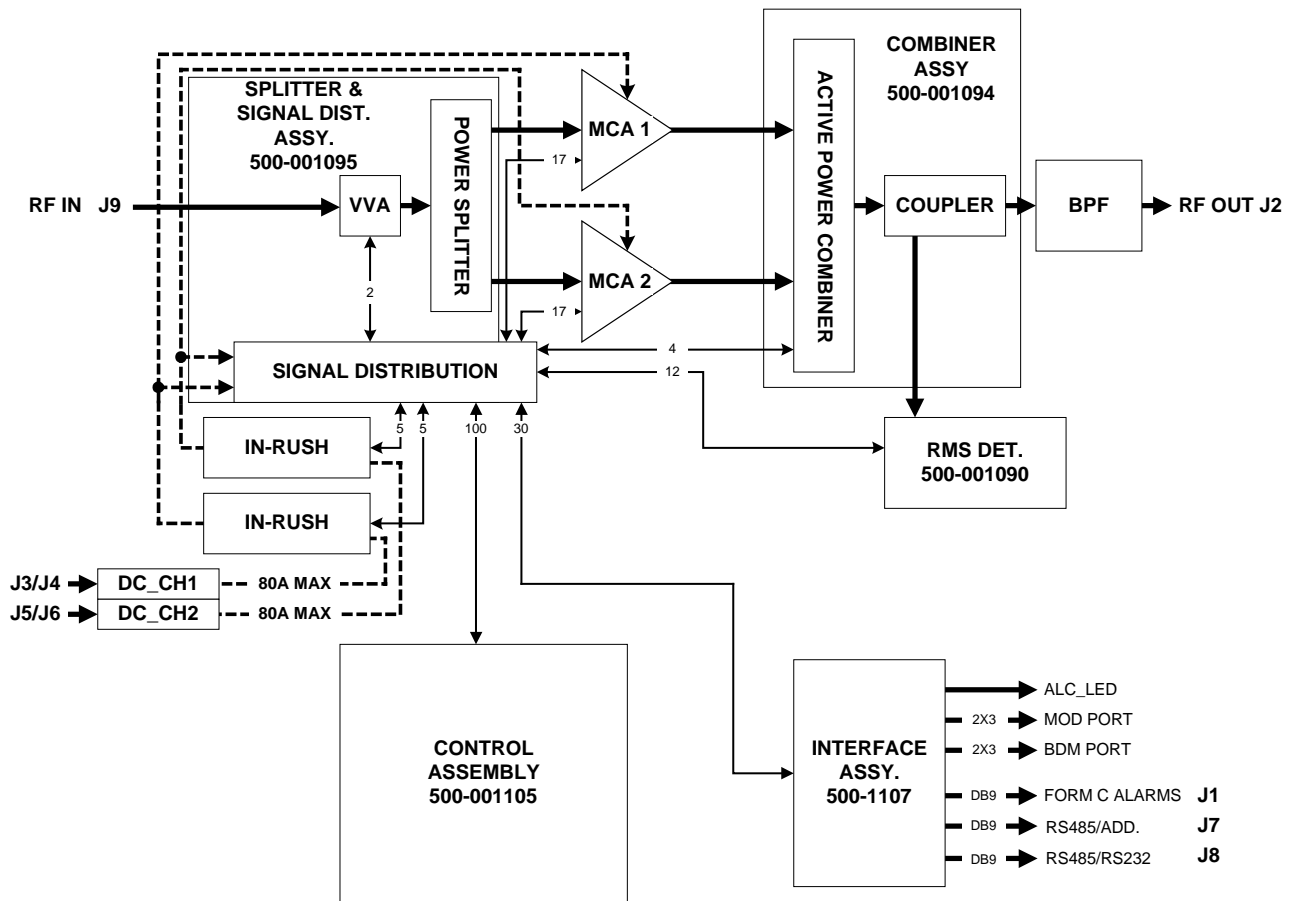 COMBINER
ASSY
500-001094
SPLITTER &
SIGNAL DIST.
ASSY.
500-001095
POWER SPLITTER
MCA 1
17
ACTIVE POWER COMBINER
RF IN J9
VVA
COUPLER
BPF
RF OUT J2
MCA 2
17
2
SIGNAL DISTRIBUTION
4
12
5
5
100
30
IN-RUSH
RMS DET.
500-001090
IN-RUSH
J3/J4
DC_CH1
80A MAX
J5/J6
DC_CH2
80A MAX
CONTROL
ASSEMBLY
500-001105
INTERFACE
ASSY.
500-1107
ALC_LED
2X3
MOD PORT
2X3
BDM PORT
DB9
FORM C ALARMS J1
DB9
RS485/ADD. J7
DB9
RS485/RS232 J8